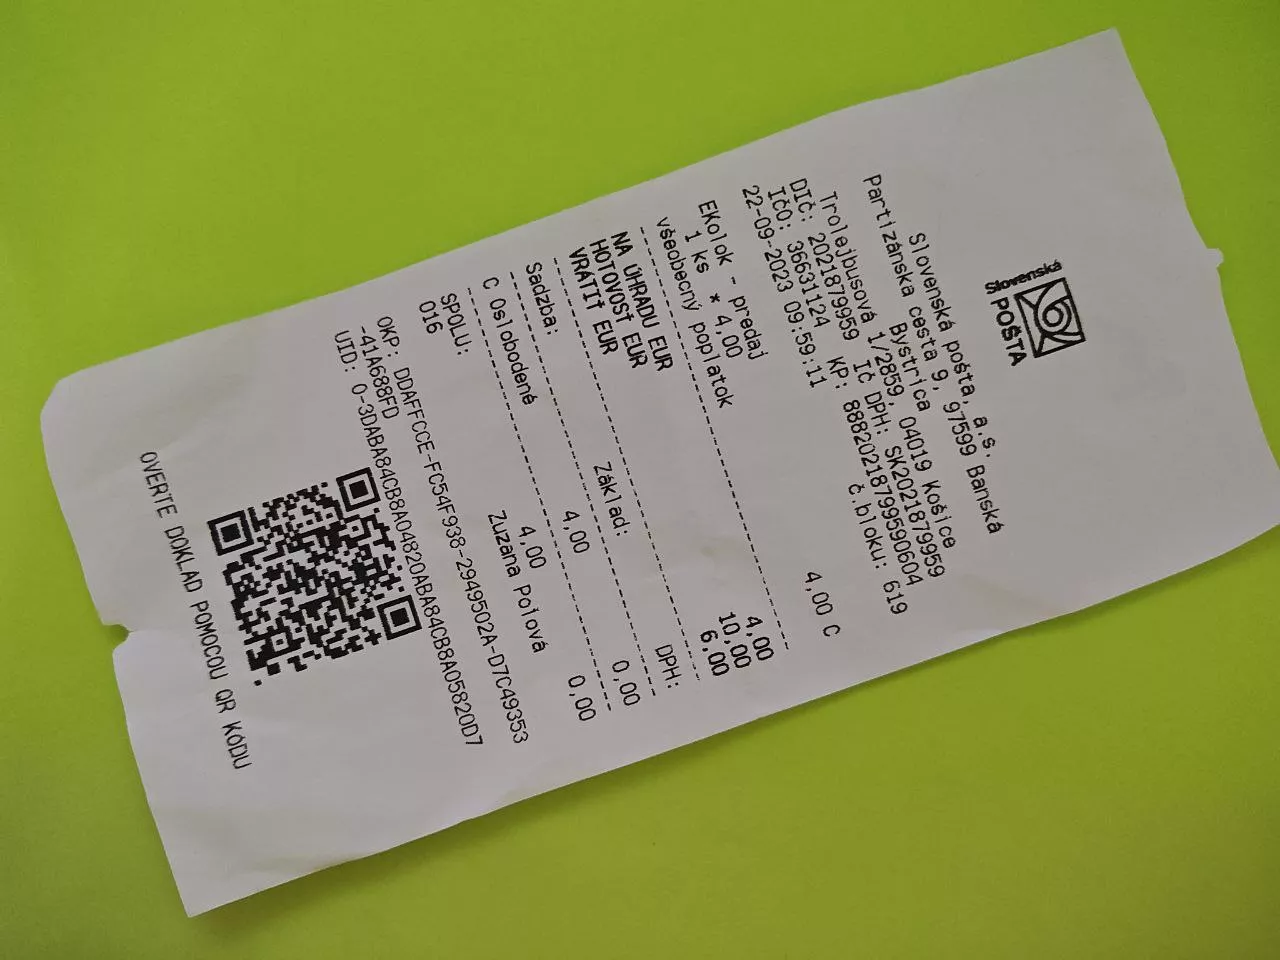 Slovenská
POŠTA
Slovenská pošta, a.s.
Partizánska cesta 9, 97599 Banská
Bystrica
Trolejbusová 1/2859, 04019 Košice
DIČ: 2021879959 IČ DPH: SK2021879959
IČO: 36631124 KP: 88820218799590604
22-09-2023 09:59:11 č.bloku: 619
EKolok - predaj
1 ks * 4,00 4,00 C
všeobecný poplatok
NA ÚHRADU EUR 4,00
HOTOVOSŤ EUR 10,00
VRÁTIŤ EUR 6,00
Sadzba: Základ: DPH:
C Oslobodené 4,00 0,00
SPOLU: 4,00 0,00
016 Zuzana Poľová
OKP: DDAFFCCE-FC54F938-2949502A-D7C49353
-41A688FD
UID: O-3DABA84CB8A04820ABA84CB8A05820D7
OVERTE DOKLAD POMOCOU QR KÓDU